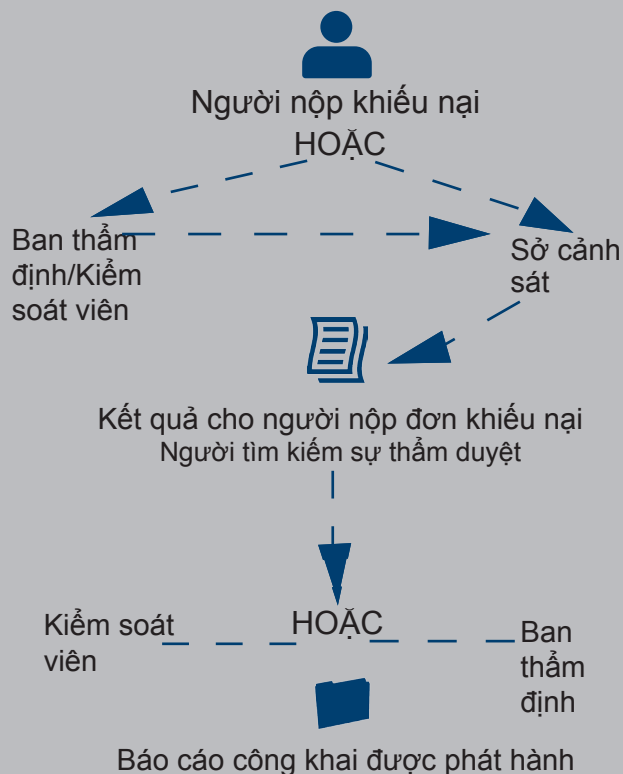 Người nộp khiếu nại
HOẶC
Ban thẩm
định/Kiểm
soát viên
Sở cảnh
sát
Kết quả cho người nộp đơn khiếu nại
Người tìm kiếm sự thẩm duyệt
Kiểm soát
viên
HOẶC
Ban
thẩm
định
Báo cáo công khai được phát hành